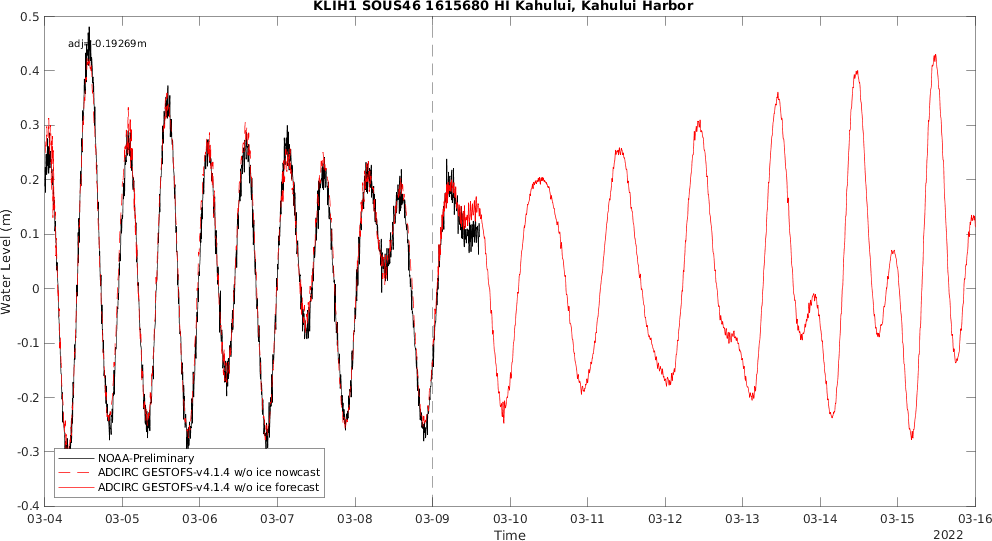 KLIH1 SOUS46 1615680 HI Kahului, Kahului Harbor
0.5
0.4
0.3
0.2
0.1
0
-0.1
-0.2
-0.3
-0.4
Water Level (m)
adj=-0.19269m
NOAA-Preliminary
ADCIRC GESTOFS-v4.1.4 w/o ice nowcast
ADCIRC GESTOFS-v4.1.4 w/o ice forecast
03-04 03-05 03-06 03-07 03-08 03-09 03-10 03-11 03-12 03-13 03-14 03-15 03-16
Time
2022